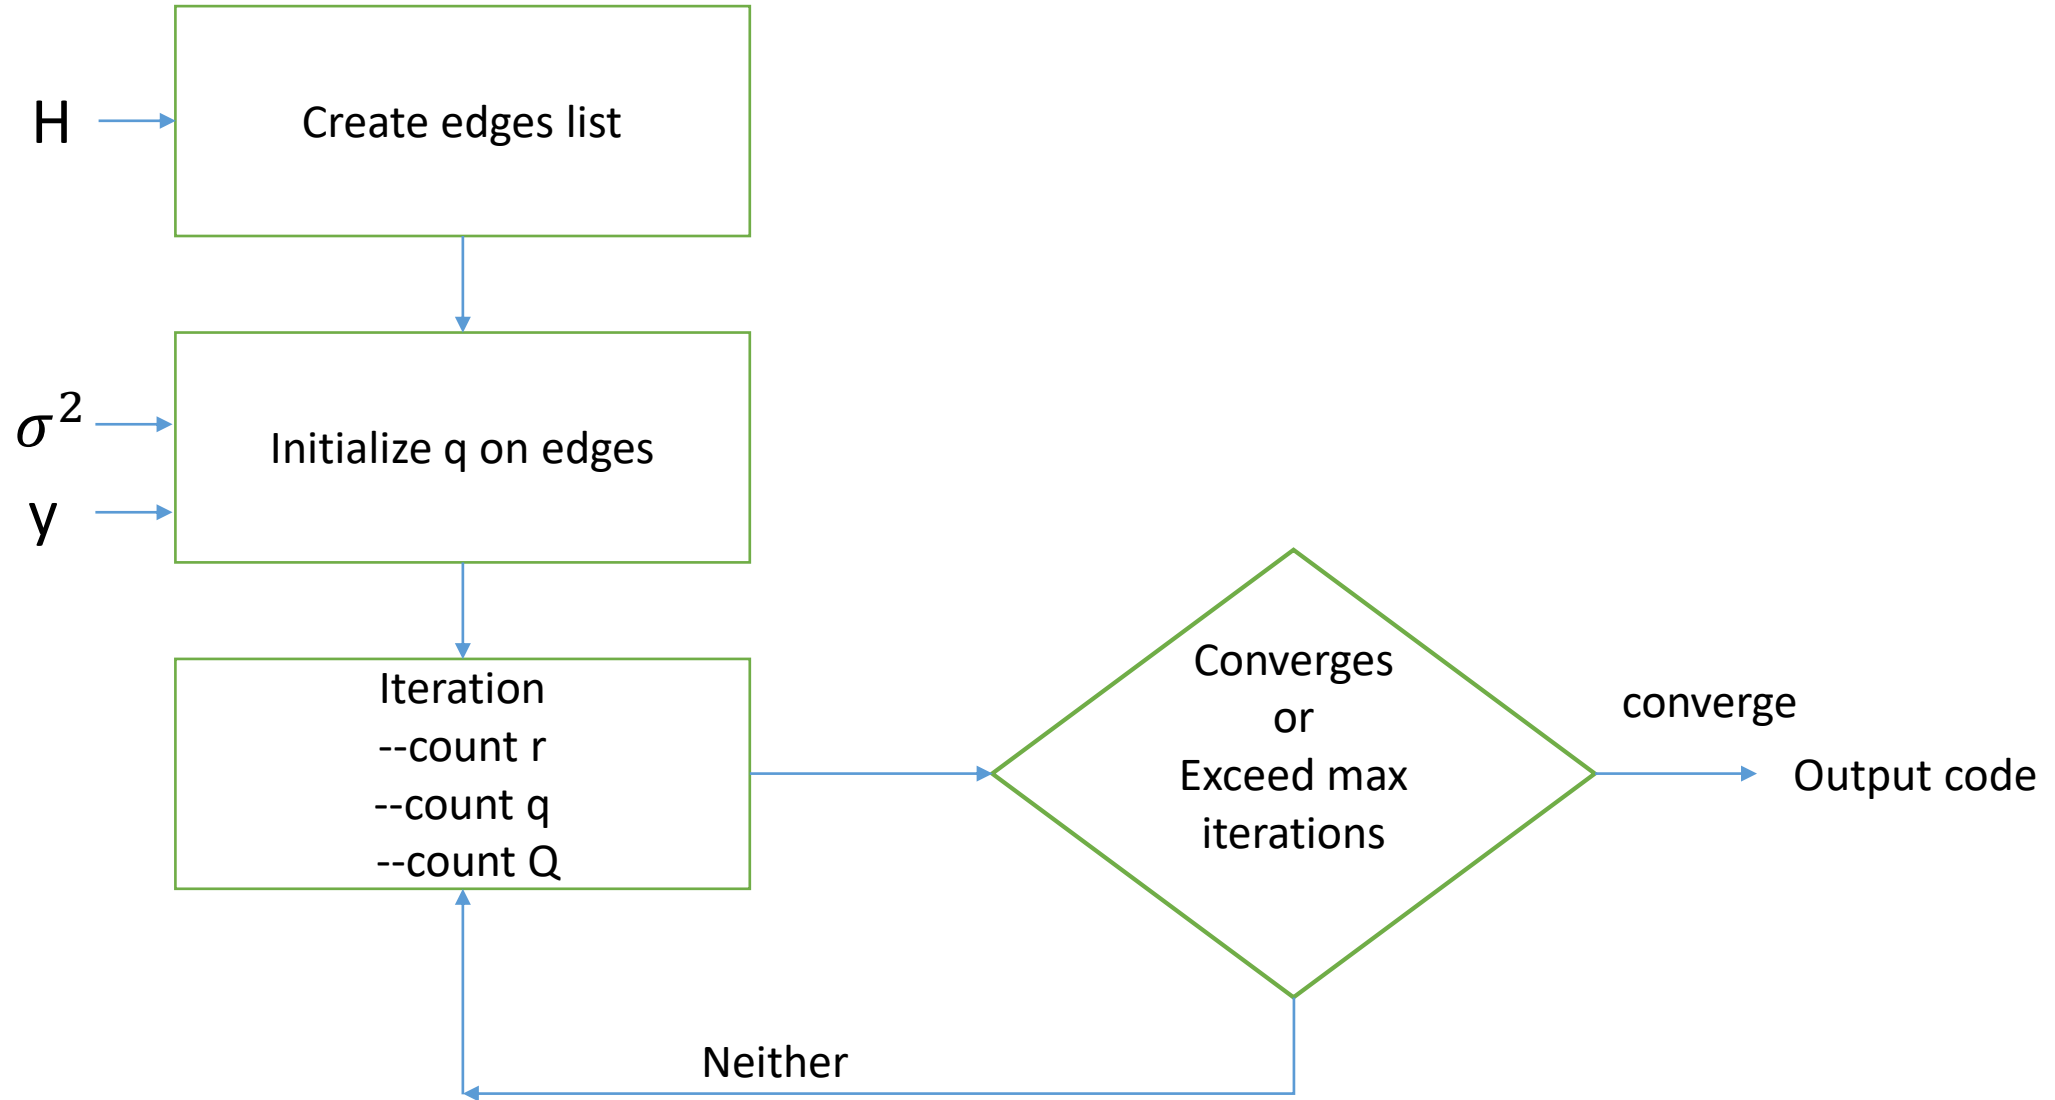 H
Create edges list
σ²
y
Initialize q on edges
Iteration
--count r
--count q
--count Q
Converges
or
Exceed max
iterations
converge
Output code
Neither